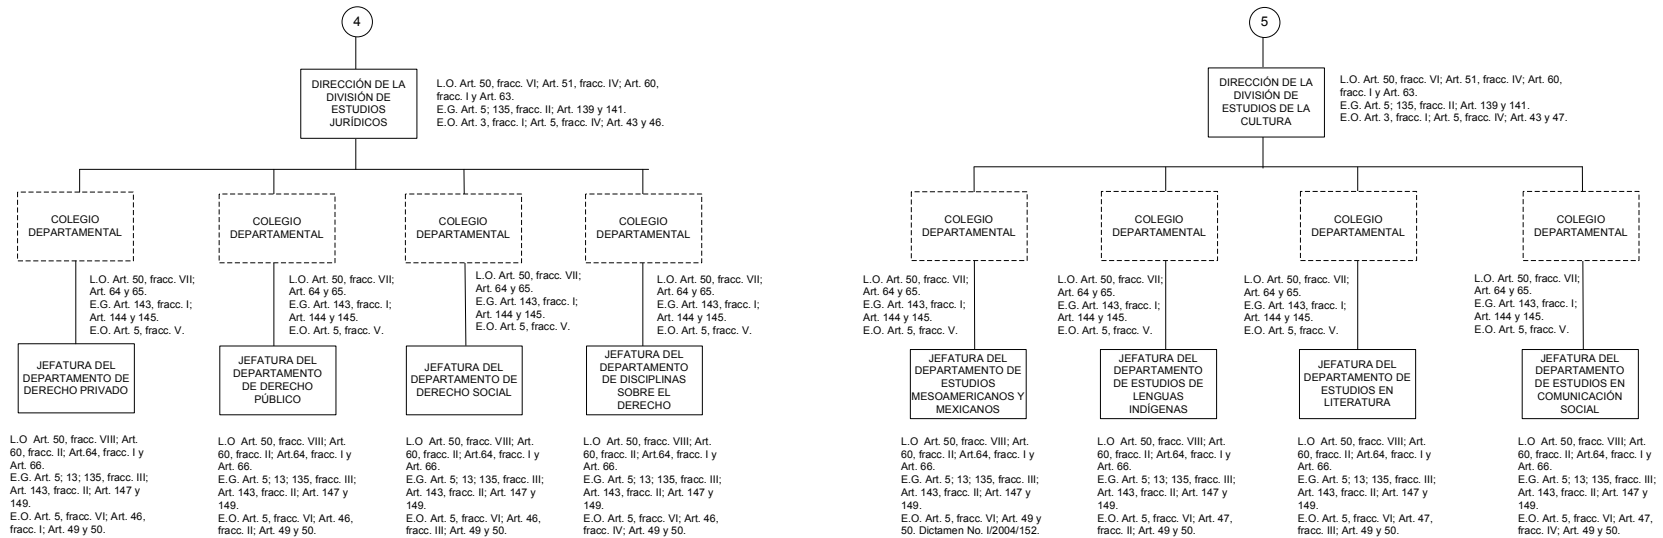 4
DIRECCIÓN DE LA
DIVISIÓN DE
ESTUDIOS
JURÍDICOS
L.O. Art. 50, fracc. VI; Art. 51, fracc. IV; Art. 60,
fracc. I y Art. 63.
E.G. Art. 5; 135, fracc. II; Art. 139 y 141.
E.O. Art. 3, fracc. I; Art. 5, fracc. IV; Art. 43 y 46.
COLEGIO
DEPARTAMENTAL
L.O. Art. 50, fracc. VII;
Art. 64 y 65.
E.G. Art. 143, fracc. I;
Art. 144 y 145.
E.O. Art. 5, fracc. V.
JEFATURA DEL
DEPARTAMENTO DE
DERECHO PRIVADO
L.O Art. 50, fracc. VIII; Art.
60, fracc. II; Art.64, fracc. I y
Art. 66.
E.G. Art. 5; 13; 135, fracc. III;
Art. 143, fracc. II; Art. 147 y
149.
E.O. Art. 5, fracc. VI; Art. 46,
fracc. I; Art. 49 y 50.
COLEGIO
DEPARTAMENTAL
L.O. Art. 50, fracc. VII;
Art. 64 y 65.
E.G. Art. 143, fracc. I;
Art. 144 y 145.
E.O. Art. 5, fracc. V.
JEFATURA DEL
DEPARTAMENTO
DE DERECHO
PÚBLICO
L.O Art. 50, fracc. VIII; Art.
60, fracc. II; Art.64, fracc. I y
Art. 66.
E.G. Art. 5; 13; 135, fracc. III;
Art. 143, fracc. II; Art. 147 y
149.
E.O. Art. 5, fracc. VI; Art. 46,
fracc. II; Art. 49 y 50.
COLEGIO
DEPARTAMENTAL
L.O. Art. 50, fracc. VII;
Art. 64 y 65.
E.G. Art. 143, fracc. I;
Art. 144 y 145.
E.O. Art. 5, fracc. V.
JEFATURA DEL
DEPARTAMENTO DE
DERECHO SOCIAL
L.O Art. 50, fracc. VIII; Art.
60, fracc. II; Art.64, fracc. I y
Art. 66.
E.G. Art. 5; 13; 135, fracc. III;
Art. 143, fracc. II; Art. 147 y
149.
E.O. Art. 5, fracc. VI; Art. 46,
fracc. III; Art. 49 y 50.
COLEGIO
DEPARTAMENTAL
L.O. Art. 50, fracc. VII;
Art. 64 y 65.
E.G. Art. 143, fracc. I;
Art. 144 y 145.
E.O. Art. 5, fracc. V.
JEFATURA DEL
DEPARTAMENTO
DE DISCIPLINAS
SOBRE EL
DERECHO
L.O Art. 50, fracc. VIII; Art.
60, fracc. II; Art.64, fracc. I y
Art. 66.
E.G. Art. 5; 13; 135, fracc. III;
Art. 143, fracc. II; Art. 147 y
149.
E.O. Art. 5, fracc. VI; Art. 46,
fracc. IV; Art. 49 y 50.
5
DIRECCIÓN DE LA
DIVISIÓN DE
ESTUDIOS DE LA
CULTURA
L.O. Art. 50, fracc. VI; Art. 51, fracc. IV; Art. 60,
fracc. I y Art. 63.
E.G. Art. 5; 135, fracc. II; Art. 139 y 141.
E.O. Art. 3, fracc. I; Art. 5, fracc. IV; Art. 43 y 47.
COLEGIO
DEPARTAMENTAL
L.O. Art. 50, fracc. VII;
Art. 64 y 65.
E.G. Art. 143, fracc. I;
Art. 144 y 145.
E.O. Art. 5, fracc. V.
JEFATURA DEL
DEPARTAMENTO DE
ESTUDIOS
MESOAMERICANOS Y
MEXICANOS
L.O Art. 50, fracc. VIII; Art.
60, fracc. II; Art.64, fracc. I y
Art. 66.
E.G. Art. 5; 13; 135, fracc. III;
Art. 143, fracc. II; Art. 147 y
149.
E.O. Art. 5, fracc. VI; Art. 49 y
50. Dictamen No. I/2004/152.
COLEGIO
DEPARTAMENTAL
L.O. Art. 50, fracc. VII;
Art. 64 y 65.
E.G. Art. 143, fracc. I;
Art. 144 y 145.
E.O. Art. 5, fracc. V.
JEFATURA DEL
DEPARTAMENTO
DE ESTUDIOS DE
LENGUAS
INDÍGENAS
L.O Art. 50, fracc. VIII; Art.
60, fracc. II; Art.64, fracc. I y
Art. 66.
E.G. Art. 5; 13; 135, fracc. III;
Art. 143, fracc. II; Art. 147 y
149.
E.O. Art. 5, fracc. VI; Art. 47,
fracc. II; Art. 49 y 50.
COLEGIO
DEPARTAMENTAL
L.O. Art. 50, fracc. VII;
Art. 64 y 65.
E.G. Art. 143, fracc. I;
Art. 144 y 145.
E.O. Art. 5, fracc. V.
JEFATURA DEL
DEPARTAMENTO DE
ESTUDIOS EN
LITERATURA
L.O Art. 50, fracc. VIII; Art.
60, fracc. II; Art.64, fracc. I y
Art. 66.
E.G. Art. 5; 13; 135, fracc. III;
Art. 143, fracc. II; Art. 147 y
149.
E.O. Art. 5, fracc. VI; Art. 47,
fracc. III; Art. 49 y 50.
COLEGIO
DEPARTAMENTAL
L.O. Art. 50, fracc. VII;
Art. 64 y 65.
E.G. Art. 143, fracc. I;
Art. 144 y 145.
E.O. Art. 5, fracc. V.
JEFATURA DEL
DEPARTAMENTO
DE ESTUDIOS EN
COMUNICACIÓN
SOCIAL
L.O Art. 50, fracc. VIII; Art.
60, fracc. II; Art.64, fracc. I y
Art. 66.
E.G. Art. 5; 13; 135, fracc. III;
Art. 143, fracc. II; Art. 147 y
149.
E.O. Art. 5, fracc. VI; Art. 47,
fracc. IV; Art. 49 y 50.